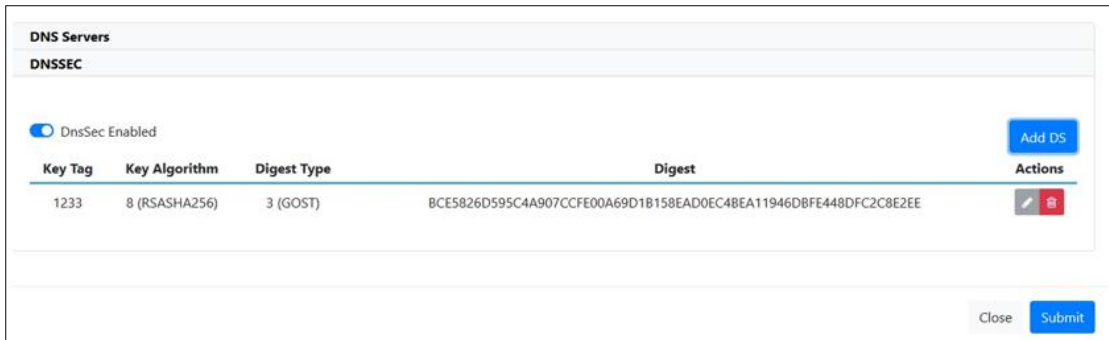 DNS Servers
DNSSEC
DnsSec Enabled
Add DS
Key Tag Key Algorithm Digest Type Digest Actions
1233 8 (RSASHA256) 3 (GOST) BCE5826D595C4A907CCFE00A69D1B158EAD0EC4BEA11946DBFE448DFC2C8E2EE
Close Submit